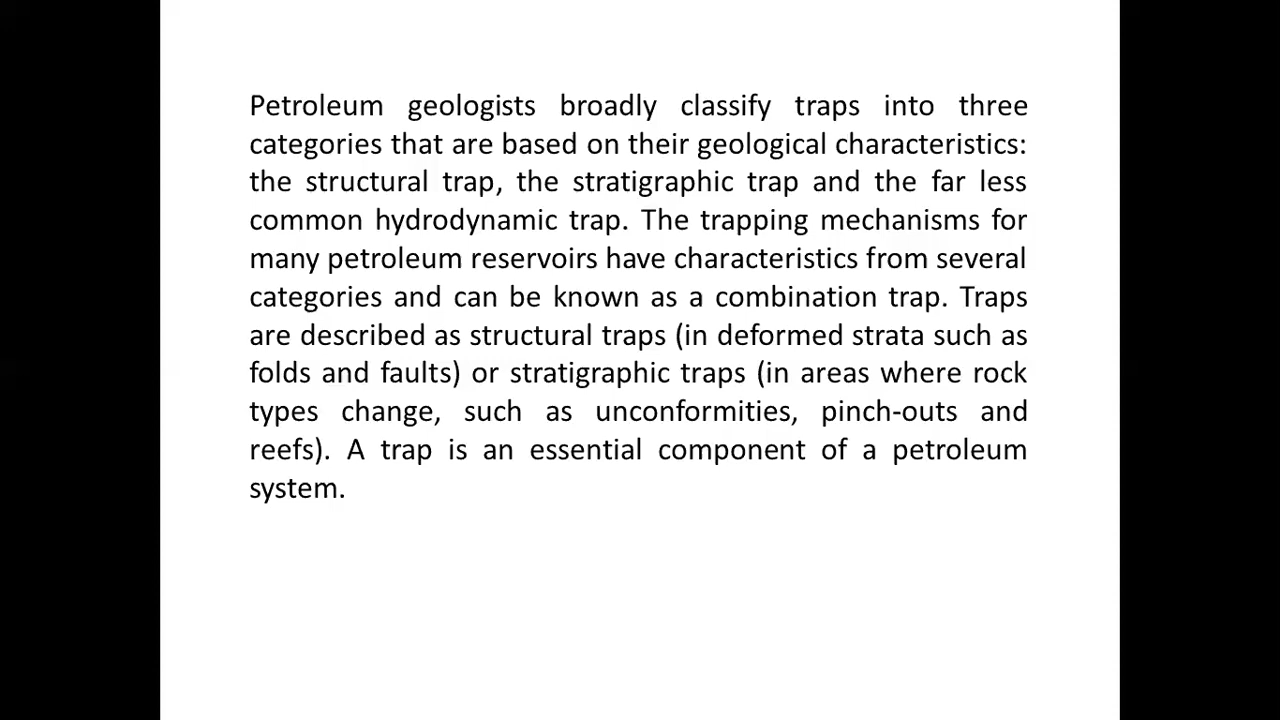 Petroleum geologists broadly classify traps into three
categories that are based on their geological characteristics:
the structural trap, the stratigraphic trap and the far less
common hydrodynamic trap. The trapping mechanisms for
many petroleum reservoirs have characteristics from several
categories and can be known as a combination trap. Traps
are described as structural traps (in deformed strata such as
folds and faults) or stratigraphic traps (in areas where rock
types change, such as unconformities, pinch-outs and
reefs). A trap is an essential component of a petroleum
system.